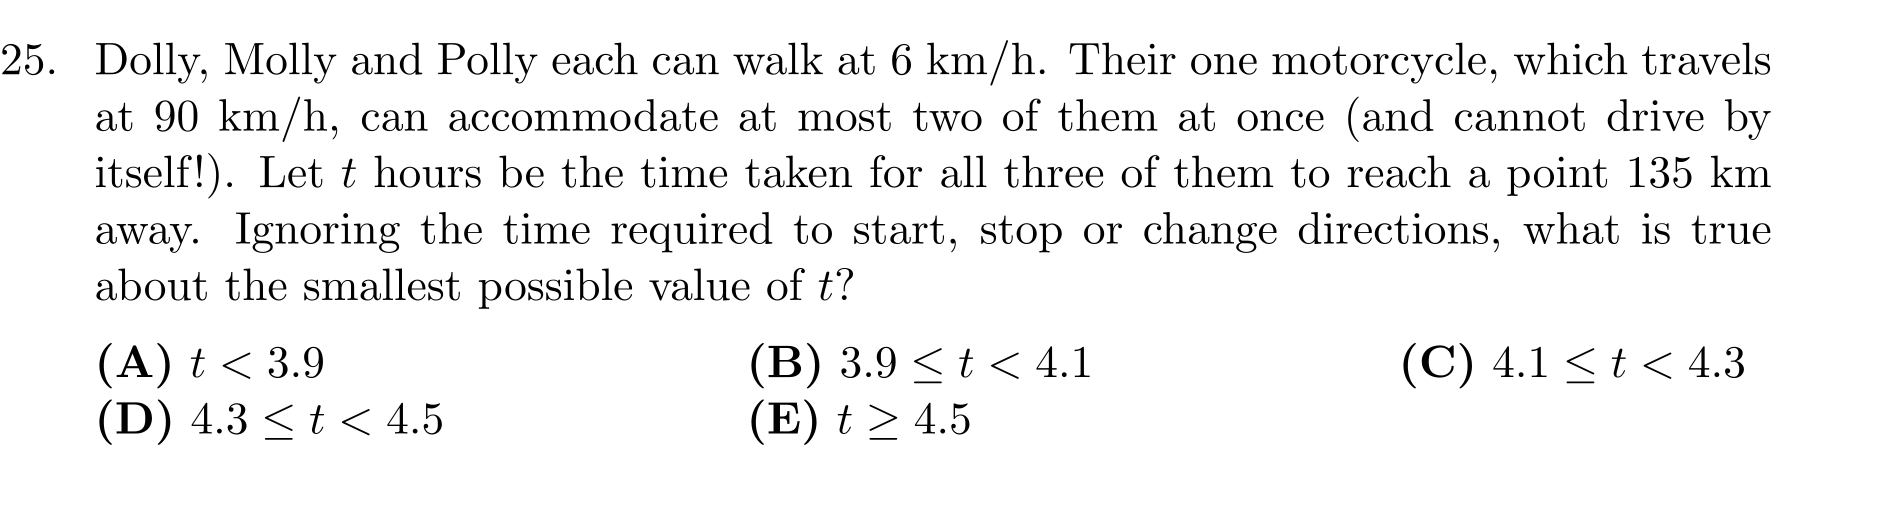 25. Dolly, Molly and Polly each can walk at 6 km/h. Their one motorcycle, which travels
at 90 km/h, can accommodate at most two of them at once (and cannot drive by
itself!). Let t hours be the time taken for all three of them to reach a point 135 km
away. Ignoring the time required to start, stop or change directions, what is true
about the smallest possible value of t?
(A) t < 3.9 (B) 3.9 ≤ t < 4.1 (C) 4.1 ≤ t < 4.3
(D) 4.3 ≤ t < 4.5 (E) t ≥ 4.5